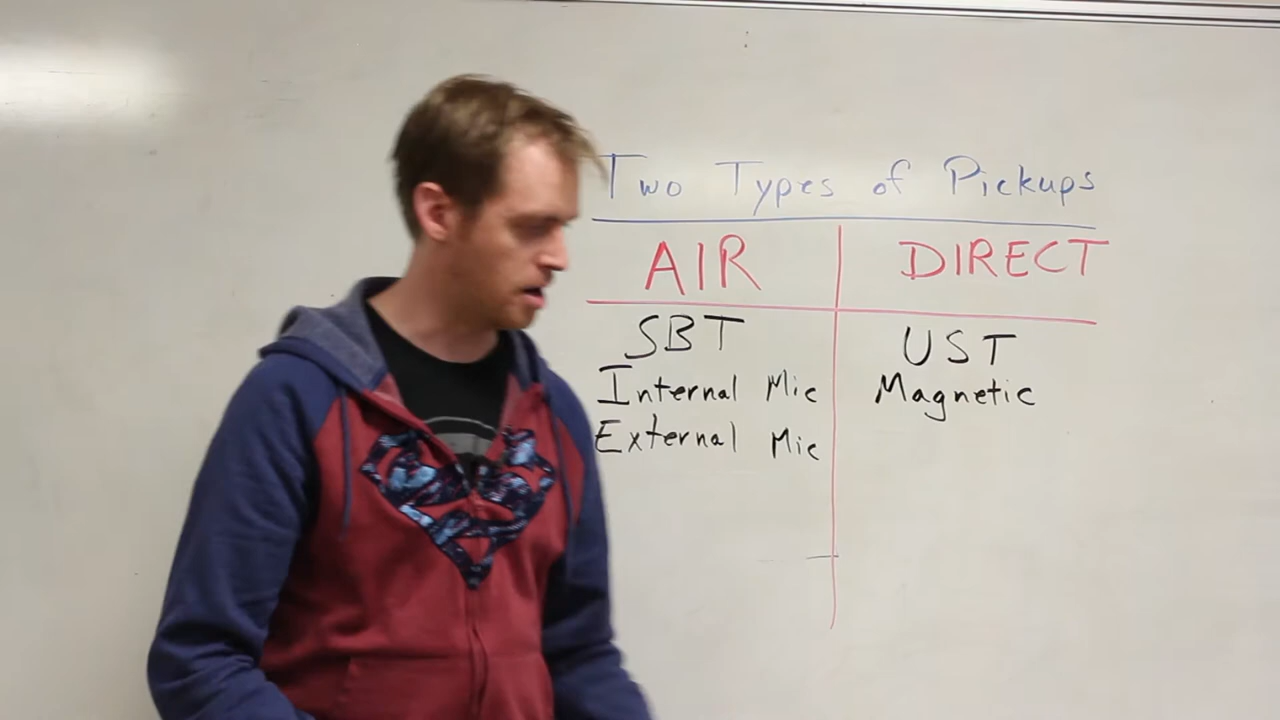 Two Types of Pickups
AIR
DIRECT
SBT
Internal Mic
External Mic
UST
Magnetic